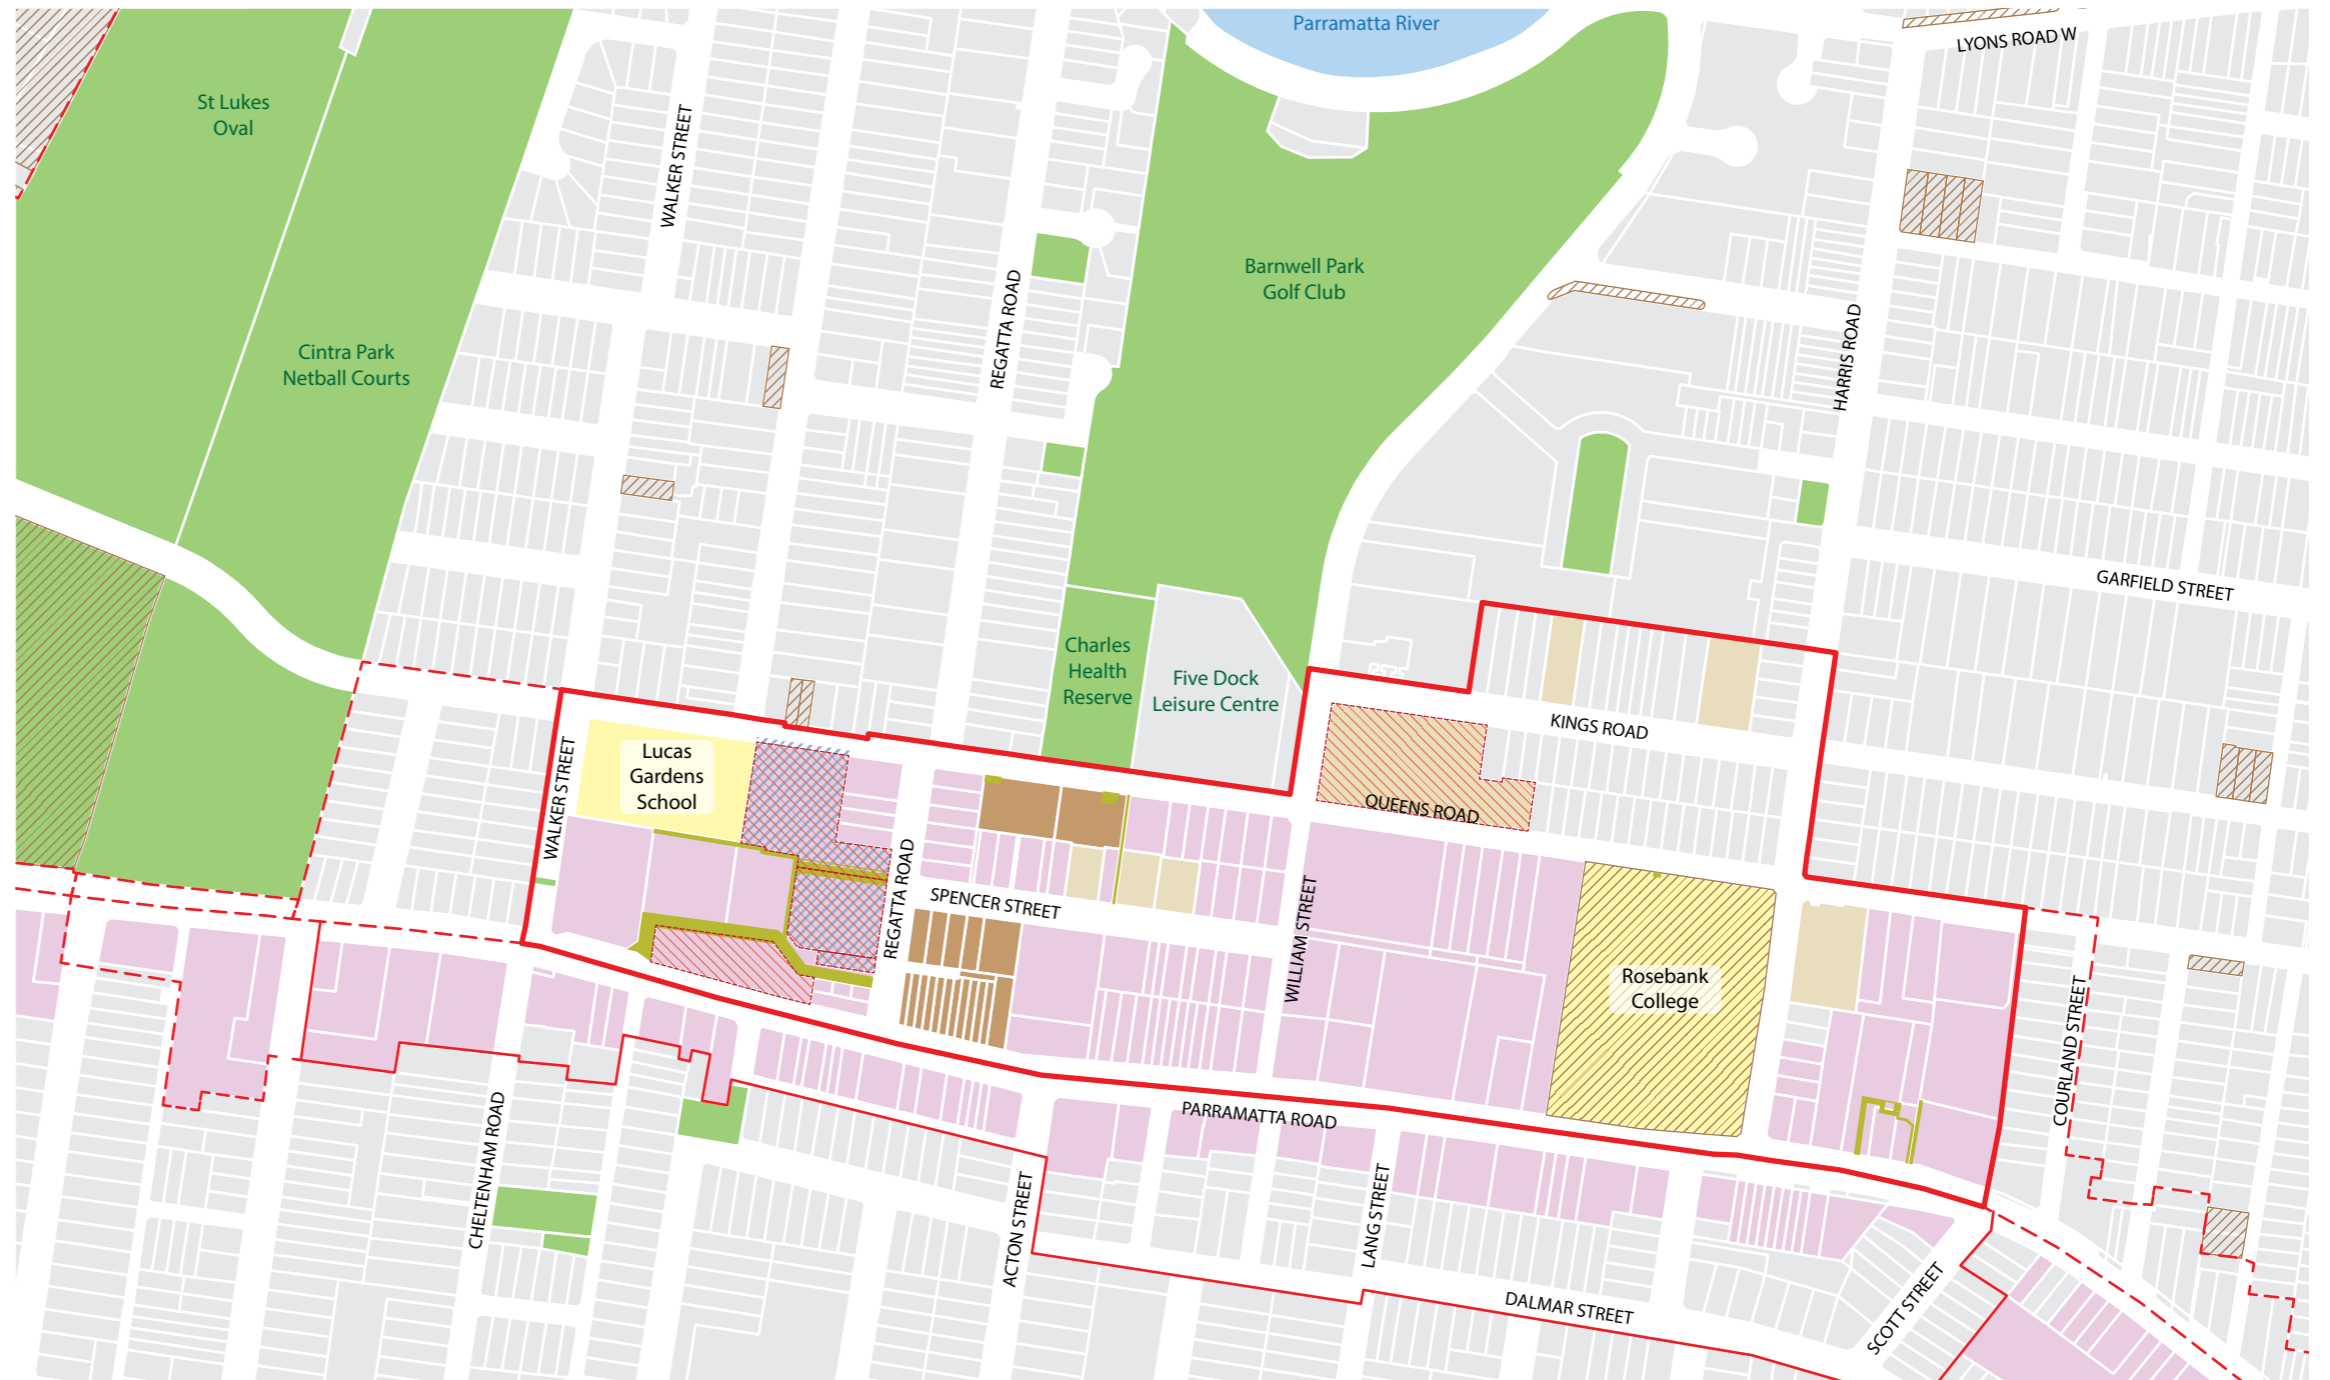 Parramatta River
LYONS ROAD W
St Lukes
Oval
WALKER STREET
Barnwell Park
Golf Club
REGATTA ROAD
HARRIS ROAD
Cintra Park
Netball Courts
GARFIELD STREET
Charles
Health
Reserve
Five Dock
Leisure Centre
KINGS ROAD
Lucas
Gardens
School
WALKER STREET
QUEENS ROAD
REGATTA ROAD
SPENCER STREET
WILLIAM STREET
Rosebank
College
COURLAND STREET
PARRAMATTA ROAD
CHELTENHAM ROAD
ACTON STREET
LANG STREET
DALMAR STREET
SCOTT STREET